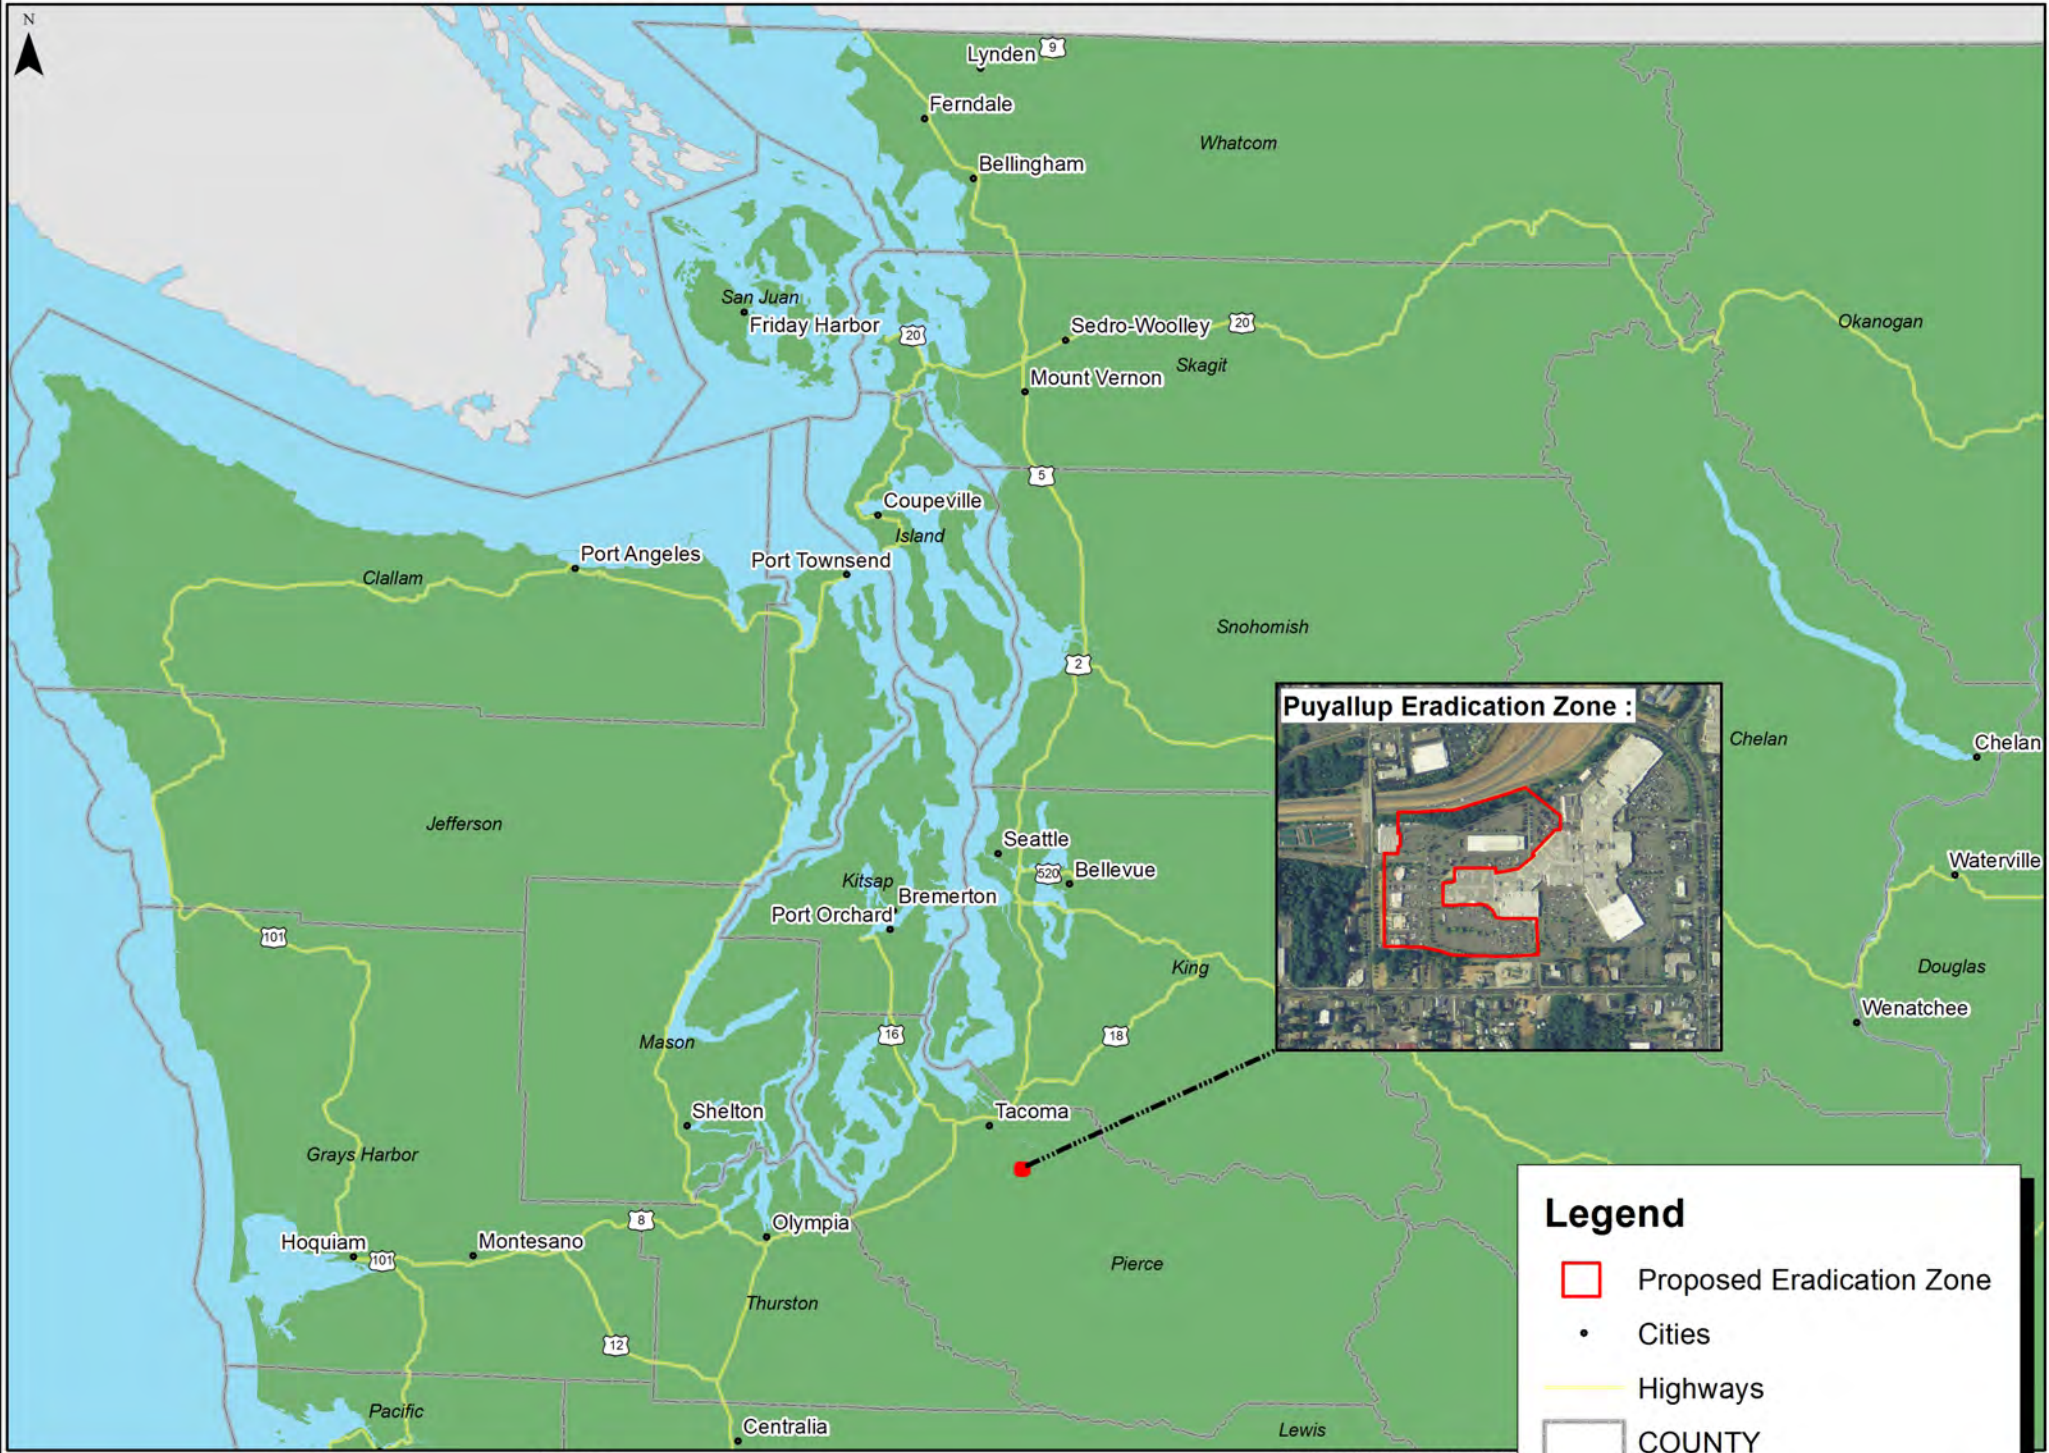 N
Lynden
9
Ferndale
Whatcom
Bellingham
San Juan
Friday Harbor
20
Sedro-Woolley
20
Okanogan
Skagit
Mount Vernon
5
Coupeville
Island
Port Angeles
Port Townsend
Clallam
Snohomish
2
Puyallup Eradication Zone :
Chelan
Chelan
Jefferson
Seattle
520
Bellevue
Waterville
Kitsap
Bremerton
Port Orchard
101
King
Douglas
Wenatchee
Mason
16
18
Shelton
Tacoma
Grays Harbor
8
Olympia
Hoquiam
101
Montesano
Pierce
Thurston
12
Pacific
Centralia
Lewis
Legend
Proposed Eradication Zone
Cities
Highways
COUNTY